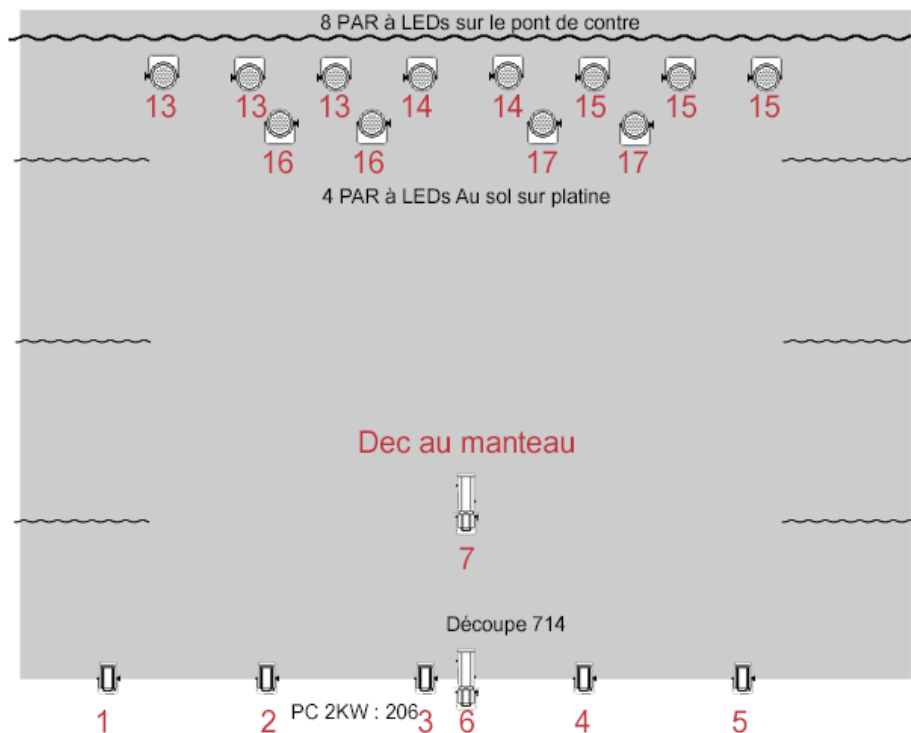 8 PAR à LEDs sur le pont de contre
13 13 13 14 14 15 15 15
16 16 17 17
4 PAR à LEDs Au sol sur platine
Dec au manteau
7
Découpe 714
1 2 PC 2KW : 206 3 6 4 5